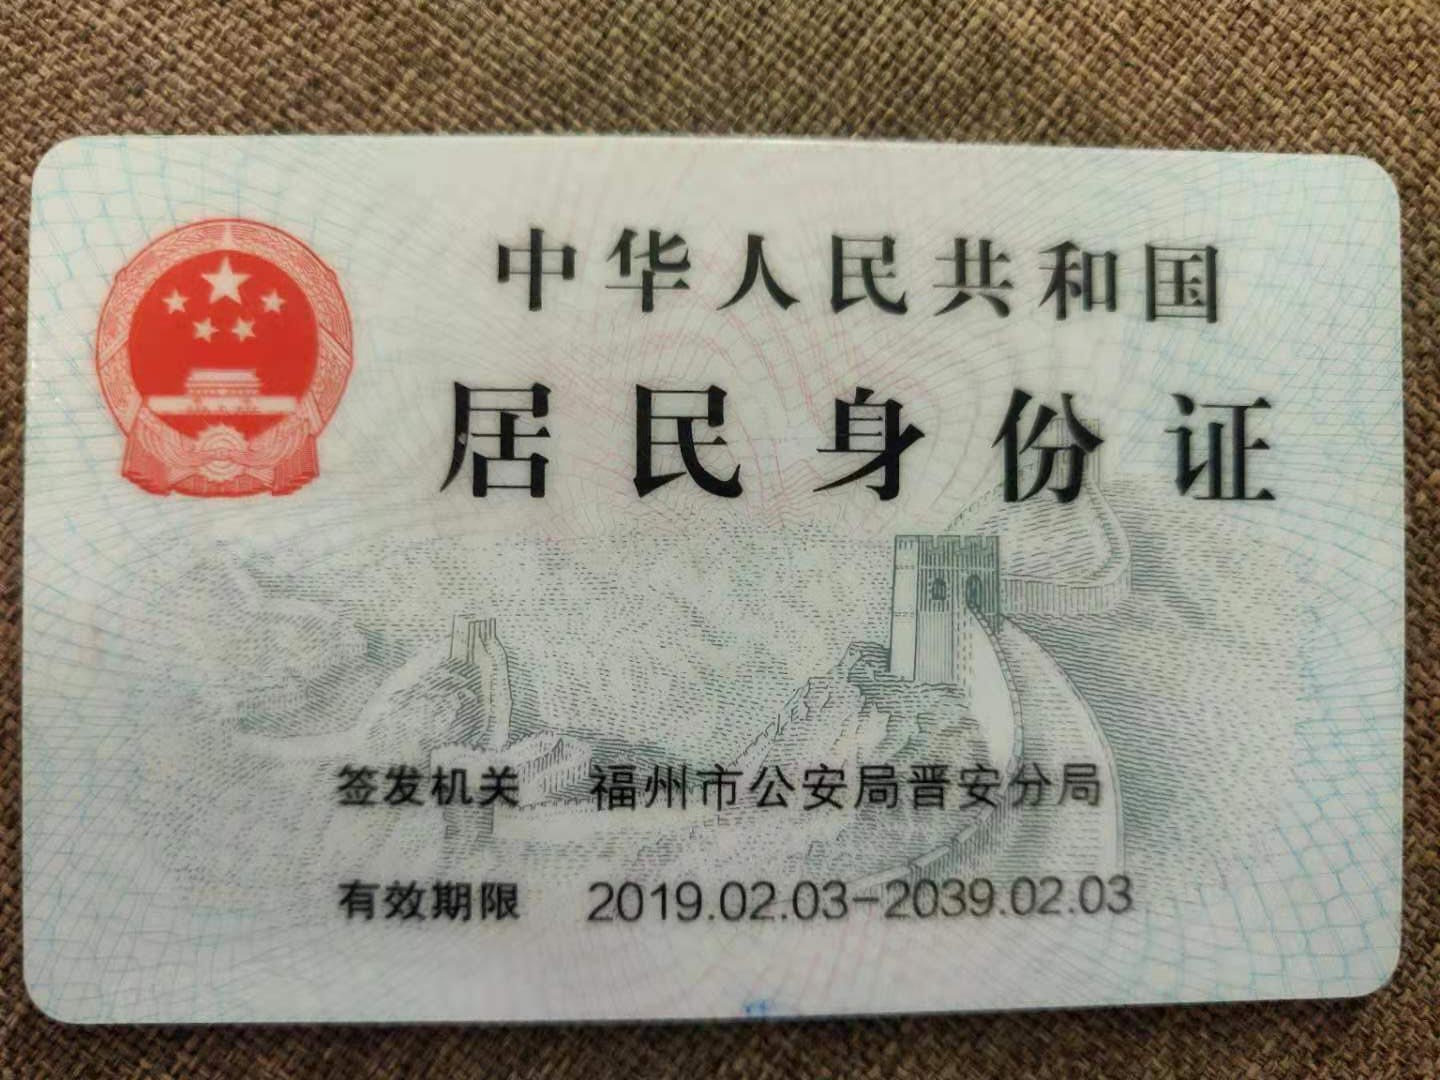 中华人民共和国
居民身份证
签发机关 福州市公安局晋安分局
有效期限 2019.02.03-2039.02.03